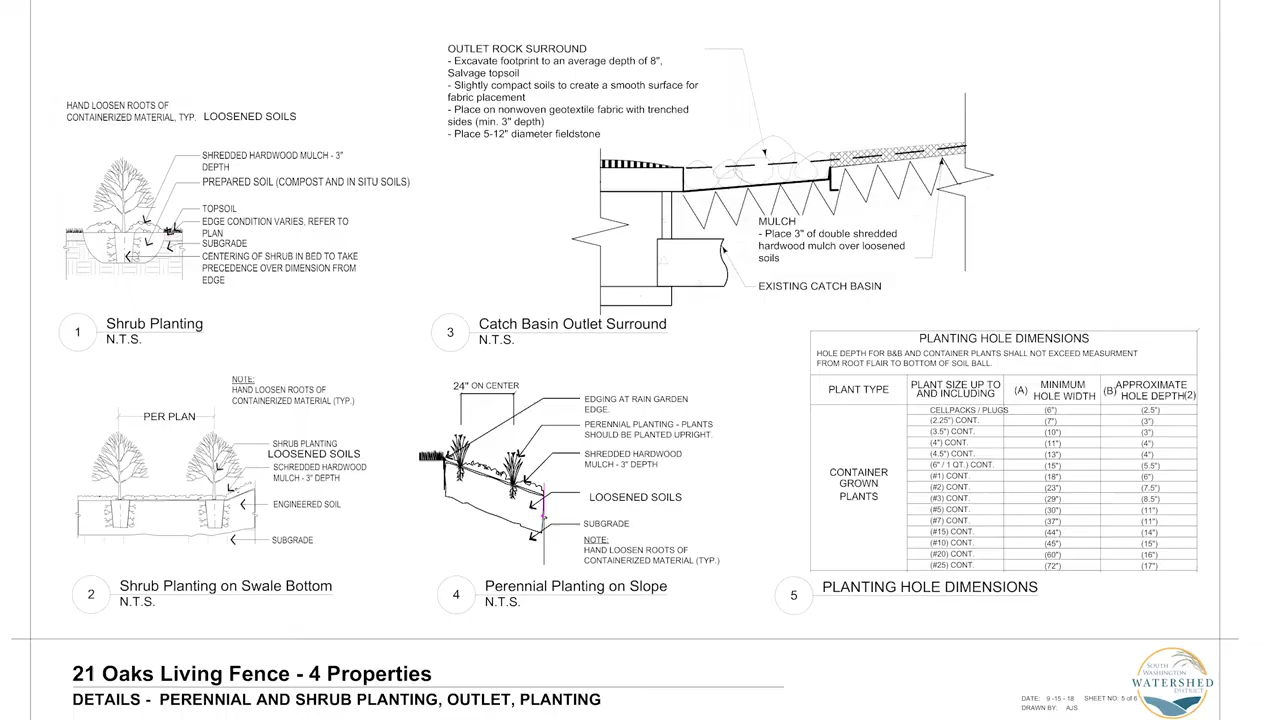 OUTLET ROCK SURROUND
- Excavate footprint to an average depth of 8",
Salvage topsoil
- Slightly compact soils to create a smooth surface for
fabric placement
- Place on nonwoven geotextile fabric with trenched
sides (min. 3" depth)
- Place 5-12" diameter fieldstone
HAND LOOSEN ROOTS OF
CONTAINERIZED MATERIAL, TYP. LOOSENED SOILS
SHREDDED HARDWOOD MULCH - 3"
DEPTH
PREPARED SOIL (COMPOST AND IN SITU SOILS)
TOPSOIL
EDGE CONDITION VARIES, REFER TO
PLAN
SUBGRADE
CENTERING OF SHRUB IN BED TO TAKE
PRECEDENCE OVER DIMENSION FROM
EDGE
1 Shrub Planting
N.T.S.
MULCH
- Place 3" of double shredded
hardwood mulch over loosened
soils
EXISTING CATCH BASIN
3 Catch Basin Outlet Surround
N.T.S.
NOTE:
HAND LOOSEN ROOTS OF
CONTAINERIZED MATERIAL (TYP.)
PER PLAN
SHRUB PLANTING
LOOSENED SOILS
SCHREDDED HARDWOOD
MULCH - 3" DEPTH
ENGINEERED SOIL
SUBGRADE
2 Shrub Planting on Swale Bottom
N.T.S.
24" ON CENTER
EDGING AT RAIN GARDEN
EDGE.
PERENNIAL PLANTING - PLANTS
SHOULD BE PLANTED UPRIGHT.
SHREDDED HARDWOOD
MULCH - 3" DEPTH
LOOSENED SOILS
SUBGRADE
NOTE:
HAND LOOSEN ROOTS OF
CONTAINERIZED MATERIAL (TYP.)
4 Perennial Planting on Slope
N.T.S.
PLANTING HOLE DIMENSIONS
HOLE DEPTH FOR B&B AND CONTAINER PLANTS SHALL NOT EXCEED MEASURMENT
FROM ROOT FLAIR TO BOTTOM OF SOIL BALL.
PLANT TYPE
PLANT SIZE UP TO
AND INCLUDING
(A) MINIMUM
HOLE WIDTH
(B) APPROXIMATE
HOLE DEPTH(2)
CONTAINER
GROWN
PLANTS
CELLPACKS / PLUGS (6") (2.5")
(2.25") CONT. (7") (3")
(3.5") CONT. (10") (3")
(4") CONT. (11") (4")
(4.5") CONT. (13") (4")
(6" / 1 QT.) CONT. (15") (5.5")
(#1) CONT. (18") (6")
(#2) CONT. (23") (7.5")
(#3) CONT. (29") (8.5")
(#5) CONT. (30") (11")
(#7) CONT. (37") (11")
(#15) CONT. (44") (14")
(#10) CONT. (45") (15")
(#20) CONT. (60") (16")
(#25) CONT. (72") (17")
5 PLANTING HOLE DIMENSIONS
21 Oaks Living Fence - 4 Properties
DETAILS - PERENNIAL AND SHRUB PLANTING, OUTLET, PLANTING
DATE: 9 -15 - 18 SHEET NO: 5 of 6
DRAWN BY: AJS
SOUTH
WASHINGTON
WATERSHED
DISTRICT